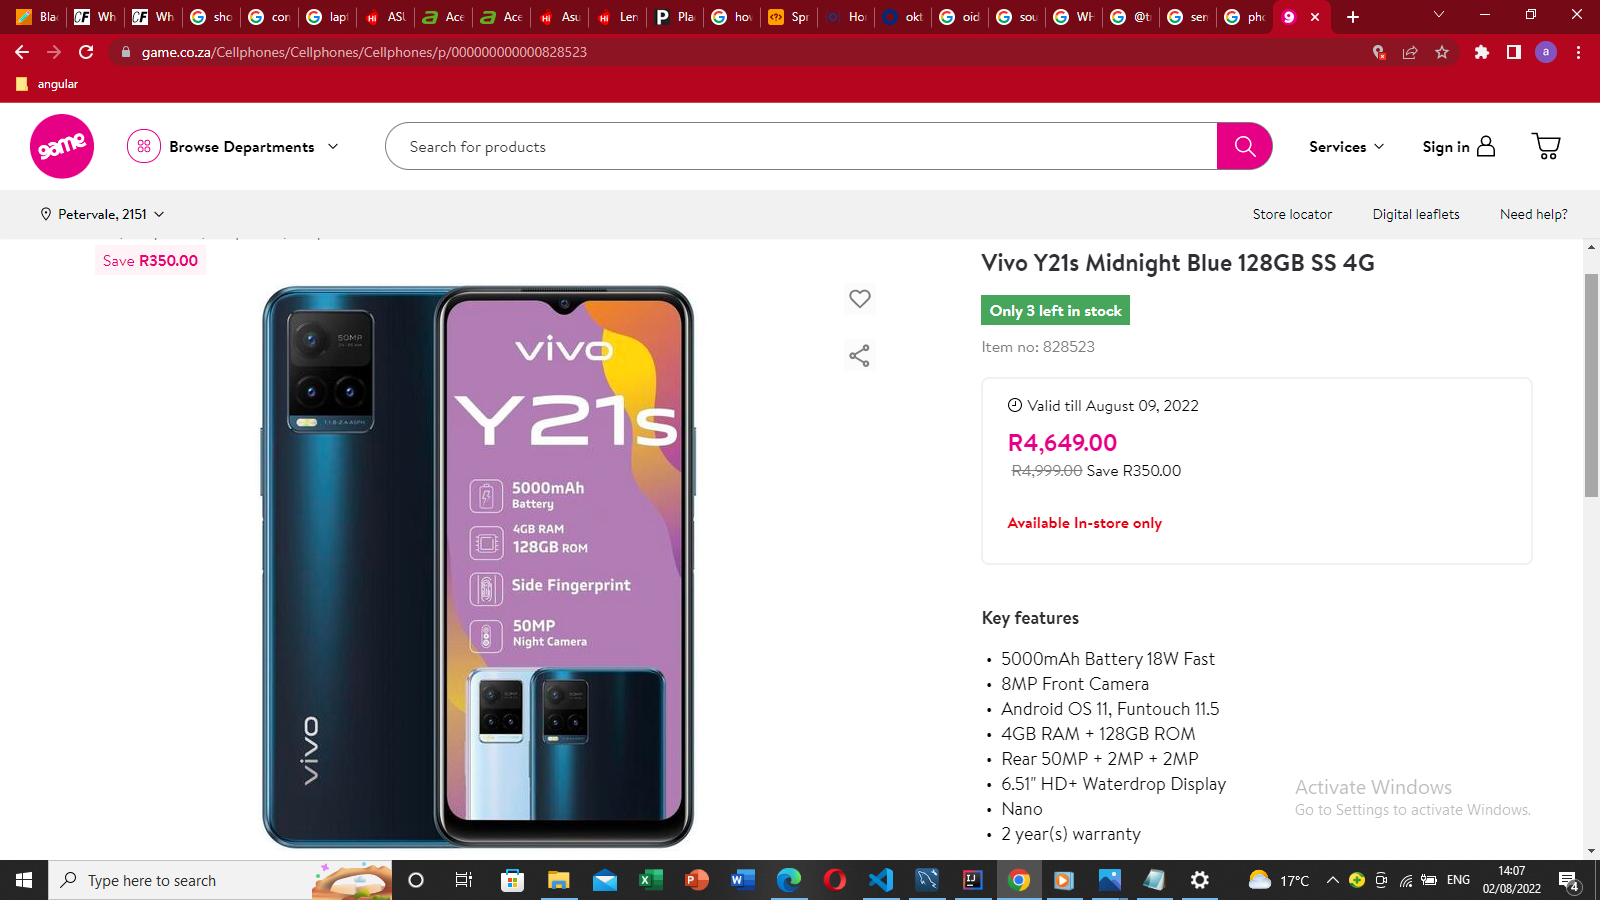 Bla
Wh
Wha
sho
con
lapt
ASU
Ace
Ace
Asu
Len
Pla
hov
Spr
Hor
okt
oid
sou
WH
@tr
sen
pho
game.co.za/Cellphones/Cellphones/Cellphones/p/000000000000828523
a
angular
game
Browse Departments
Search for products
Services
Sign in
Petervale, 2151
Store locator
Digital leaflets
Need help?
Save R350.00
Vivo Y21s Midnight Blue 128GB SS 4G
Only 3 left in stock
Item no: 828523
Valid till August 09, 2022
R4,649.00
R4,999.00 Save R350.00
Available In-store only
50MP
vivo
vivo
Y21s
5000mAh
Battery
4GB RAM
128GB ROM
Side Fingerprint
50MP
Night Camera
Key features
• 5000mAh Battery 18W Fast
• 8MP Front Camera
• Android OS 11, Funtouch 11.5
• 4GB RAM + 128GB ROM
• Rear 50MP + 2MP + 2MP
• 6.51" HD+ Waterdrop Display
• Nano
• 2 year(s) warranty
Activate Windows
Go to Settings to activate Windows.
Type here to search
17°C
ENG
14:07
02/08/2022
4